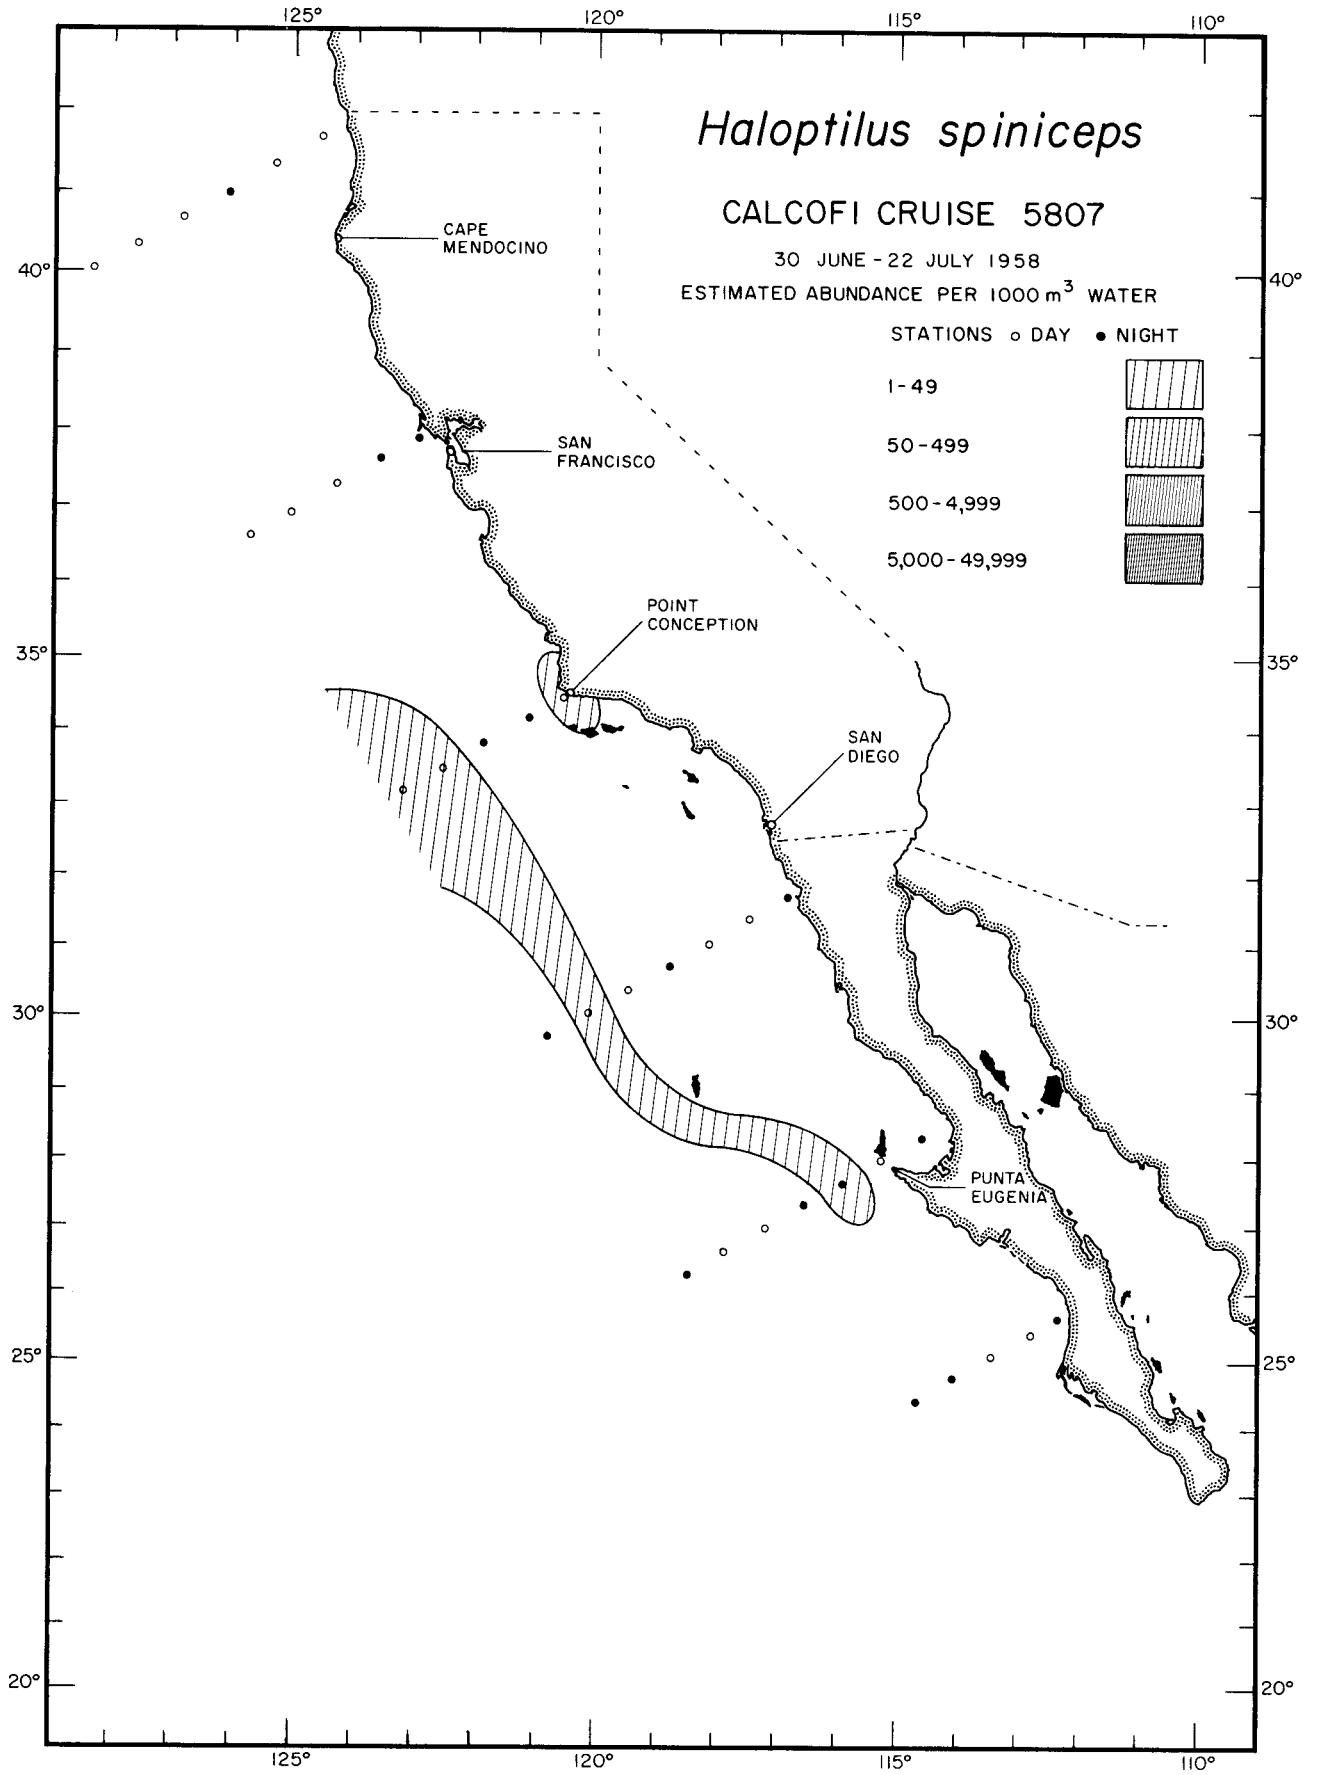 125° 120° 115° 110°
Haloptilus spiniceps
CALCOFI CRUISE 5807
30 JUNE - 22 JULY 1958
ESTIMATED ABUNDANCE PER 1000 m³ WATER
STATIONS ○ DAY ● NIGHT
1-49
50-499
500-4,999
5,000-49,999
CAPE
MENDOCINO
40° 40°
SAN
FRANCISCO
POINT
CONCEPTION
35° 35°
SAN
DIEGO
30° 30°
PUNTA
EUGENIA
25° 25°
20° 20°
125° 120° 115° 110°